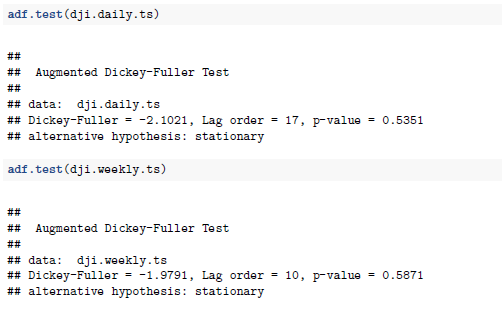 adf.test(dji.daily.ts)
##
##  Augmented Dickey-Fuller Test
##
## data:  dji.daily.ts
## Dickey-Fuller = -2.1021, Lag order = 17, p-value = 0.5351
## alternative hypothesis: stationary
adf.test(dji.weekly.ts)
##
##  Augmented Dickey-Fuller Test
##
## data:  dji.weekly.ts
## Dickey-Fuller = -1.9791, Lag order = 10, p-value = 0.5871
## alternative hypothesis: stationary